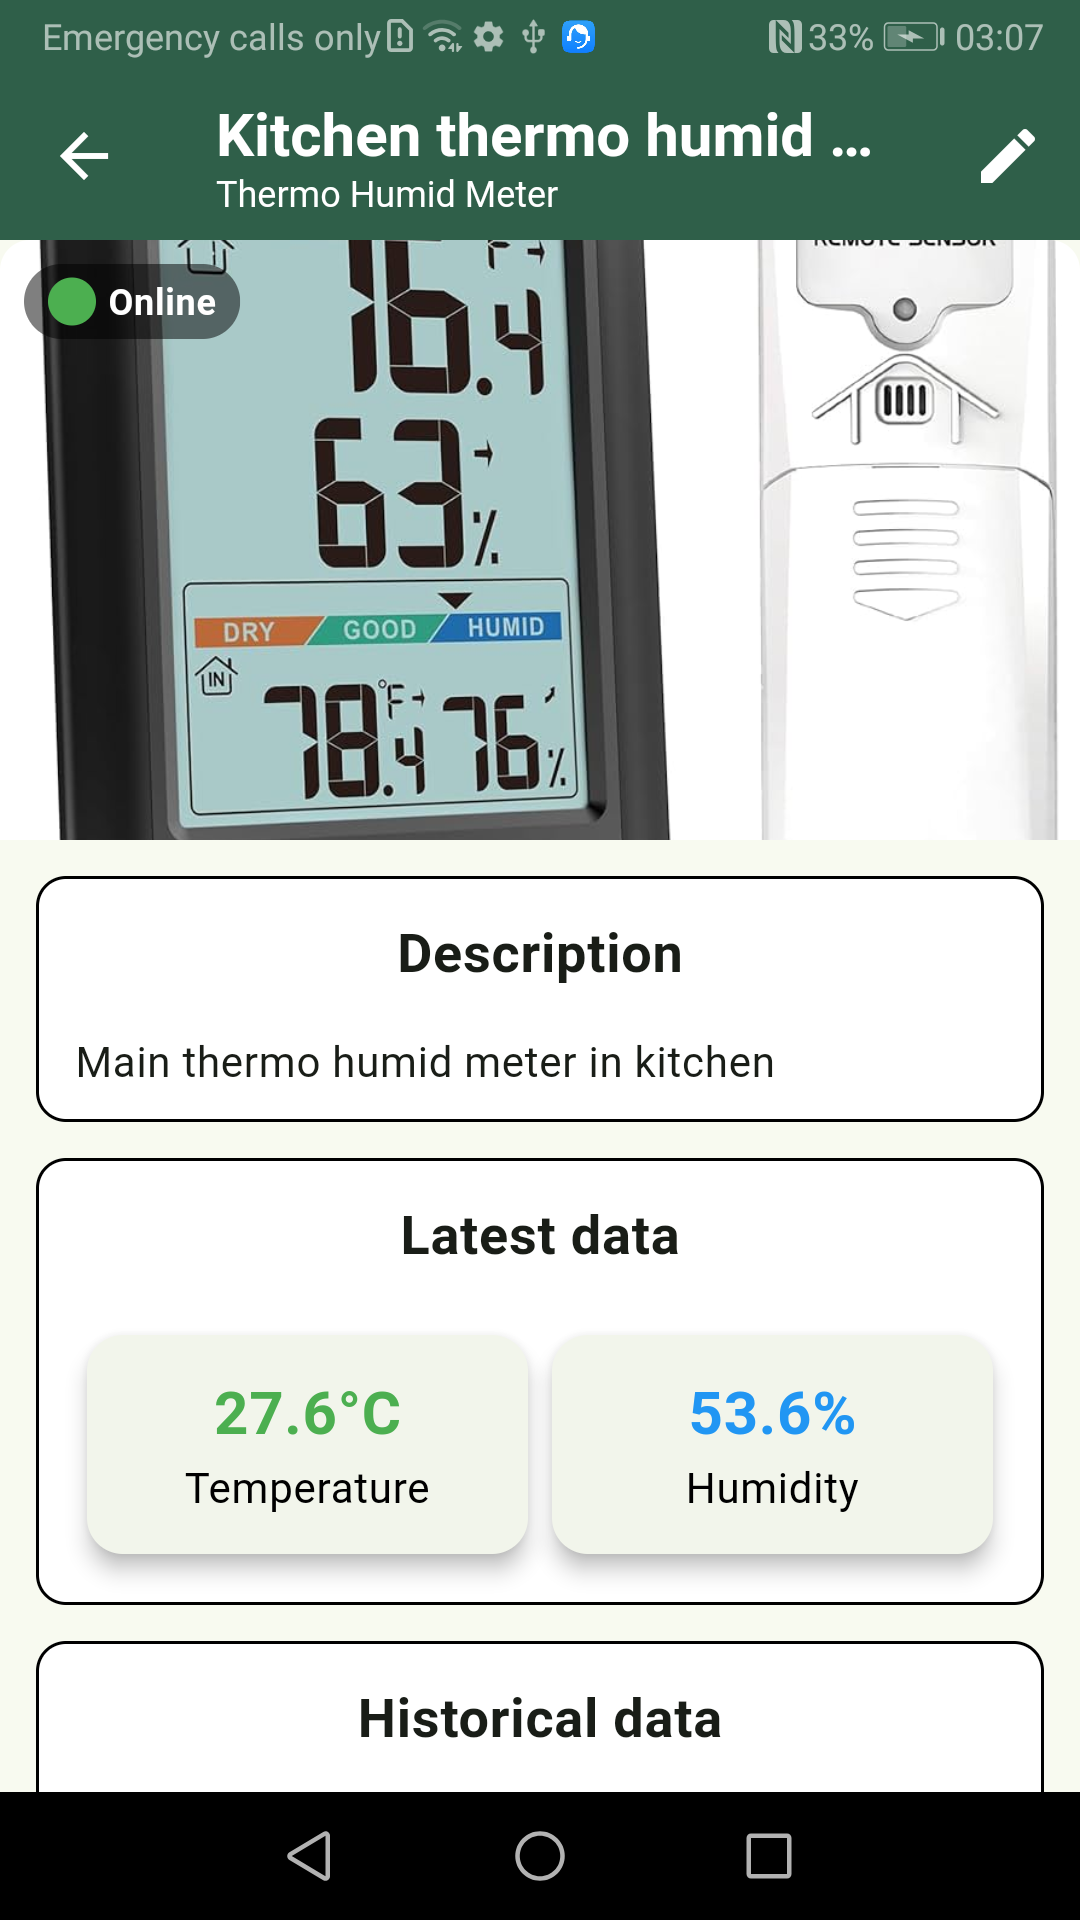 Emergency calls only
33%
03:07
Kitchen thermo humid ...
Thermo Humid Meter
REMOTE SENSOR
Online
76.4
°F
63%
DRY GOOD HUMID
IN
78.4 °F 76%
Description
Main thermo humid meter in kitchen
Latest data
27.6°C
Temperature
53.6%
Humidity
Historical data